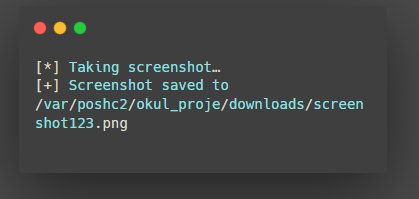 [*] Taking screenshot…
[+] Screenshot saved to
/var/poshc2/okul_proje/downloads/screen
shot123.png